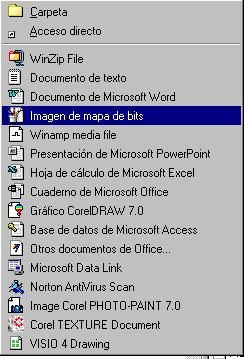 Carpeta
Acceso directo
WinZip File
Documento de texto
Documento de Microsoft Word
Imagen de mapa de bits
Winamp media file
Presentación de Microsoft PowerPoint
Hoja de cálculo de Microsoft Excel
Cuaderno de Microsoft Office
Gráfico CorelDRAW 7.0
Base de datos de Microsoft Access
Otros documentos de Office...
Microsoft Data Link
Norton AntiVirus Scan
Image Corel PHOTO-PAINT 7.0
Corel TEXTURE Document
VISIO 4 Drawing